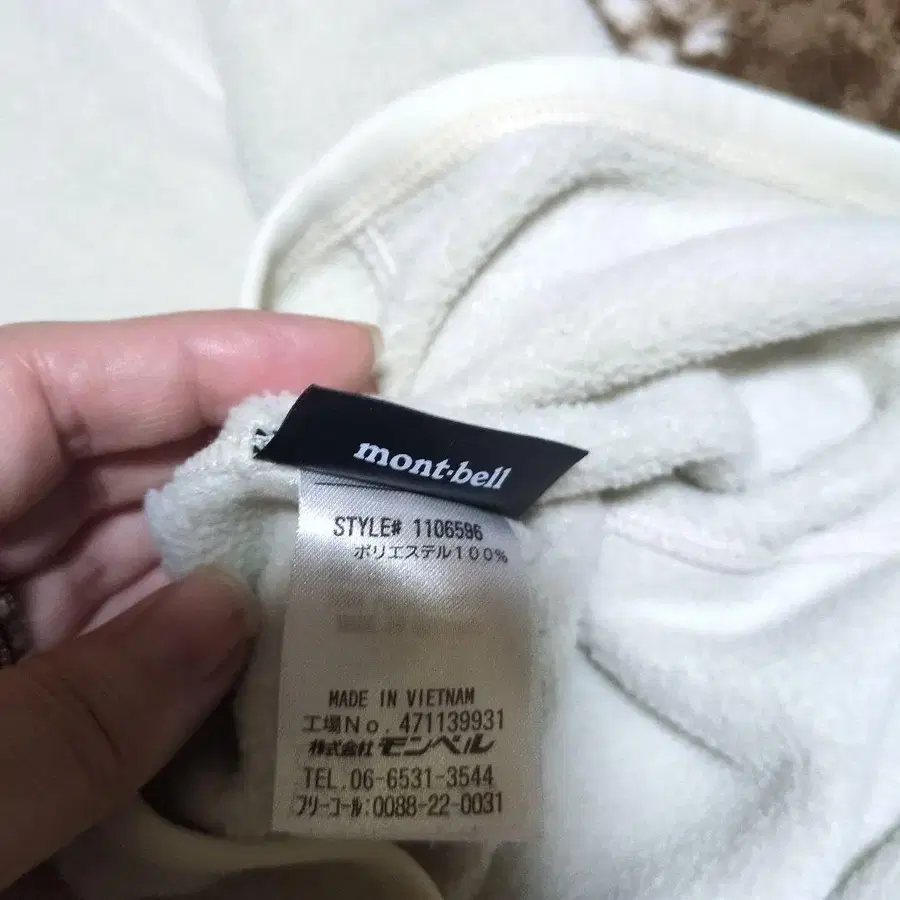 mont-bell
STYLE# 1106596
ポリエステル100%
MADE IN VIETNAM
工場No. 471139931
株式会社モンベル
TEL. 06-6531-3544
フリーコール:0088-22-0031